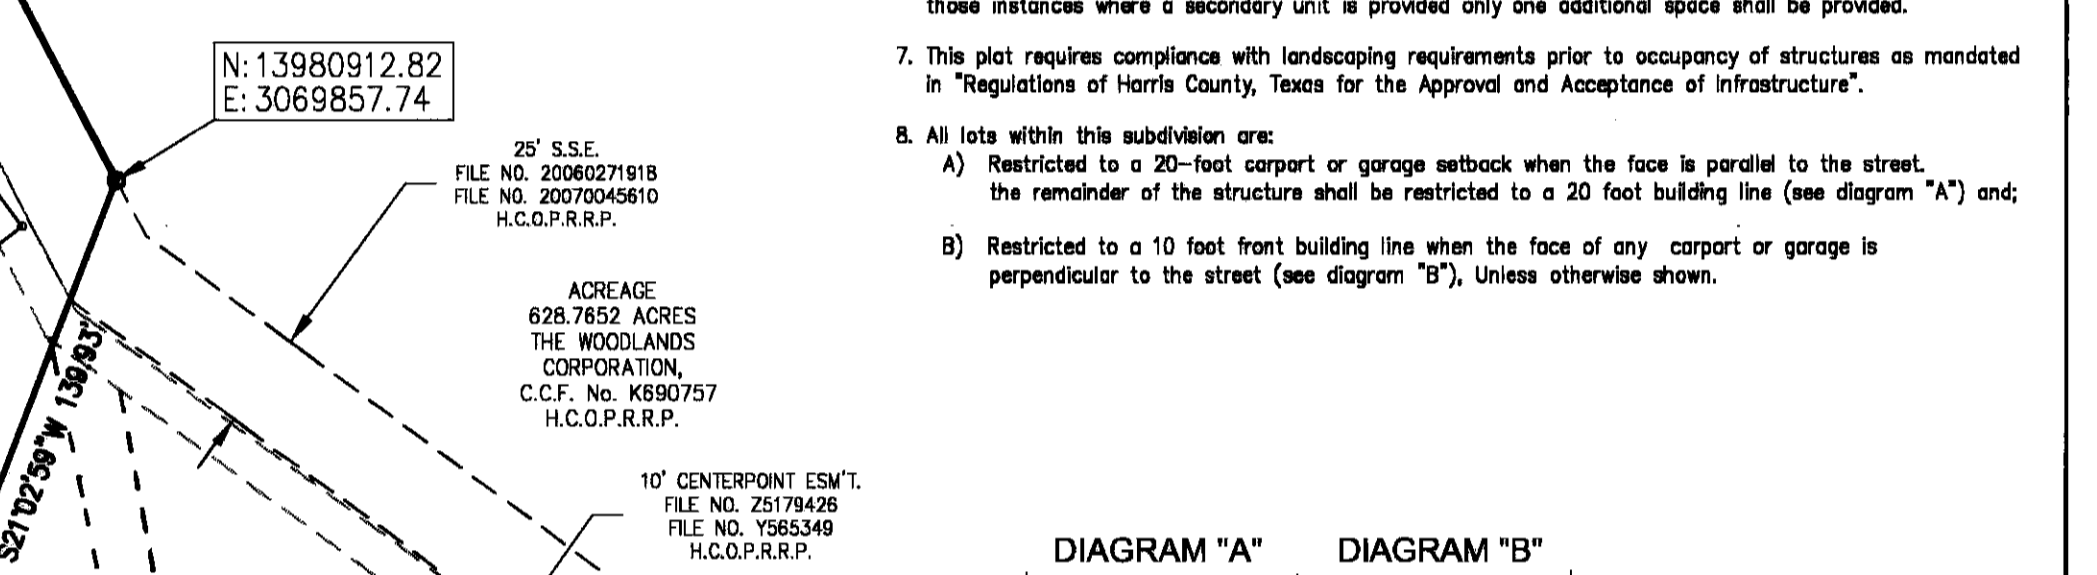 those instances where a secondary unit is provided only one additional space shall be provided.
7. This plat requires compliance with landscaping requirements prior to occupancy of structures as mandated
in "Regulations of Harris County, Texas for the Approval and Acceptance of Infrastructure".
8. All lots within this subdivision are:
A) Restricted to a 20-foot carport or garage setback when the face is parallel to the street.
the remainder of the structure shall be restricted to a 20 foot building line (see diagram "A") and;
B) Restricted to a 10 foot front building line when the face of any carport or garage is
perpendicular to the street (see diagram "B"), Unless otherwise shown.
N: 13980912.82
E: 3069857.74
25' S.S.E.
FILE NO. 20060271918
FILE NO. 20070045610
H.C.O.P.R.R.P.
ACREAGE
628.7652 ACRES
THE WOODLANDS
CORPORATION,
C.C.F. No. K690757
H.C.O.P.R.R.P.
S21°02'59"W 139.93'
10' CENTERPOINT ESM'T.
FILE NO. Z5179426
FILE NO. Y565349
H.C.O.P.R.R.P.
DIAGRAM "A"
DIAGRAM "B"